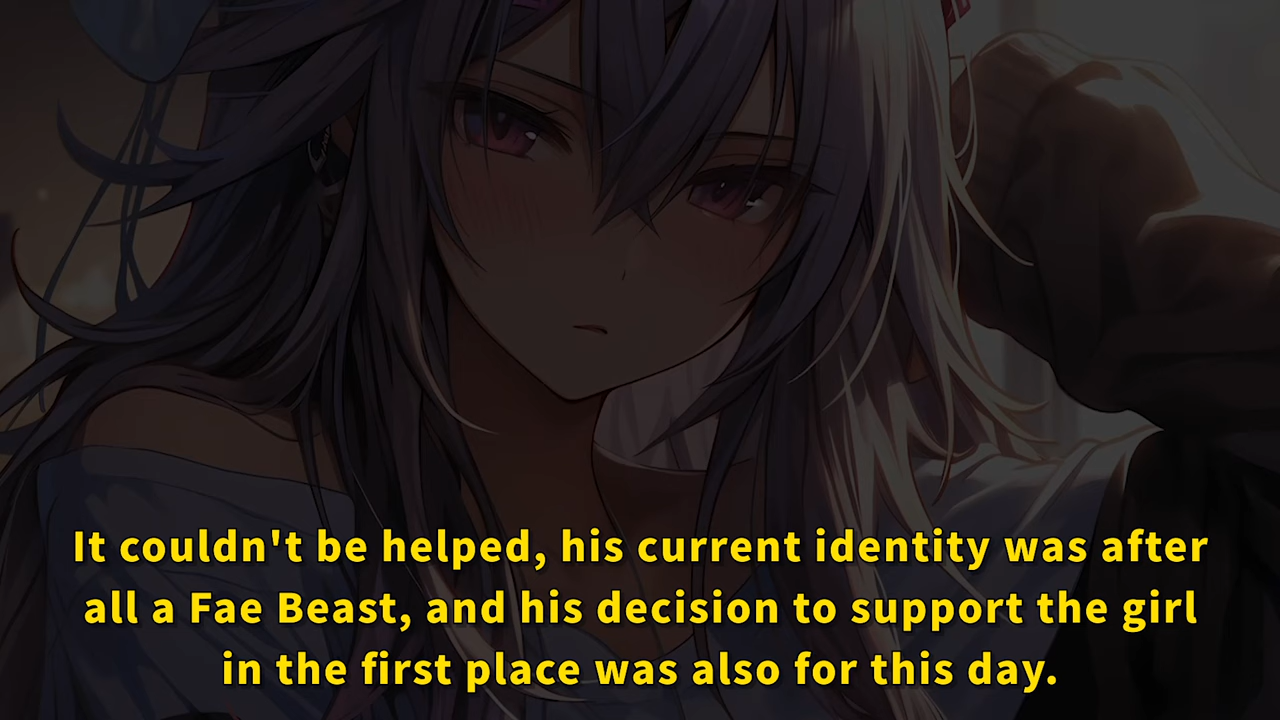 It couldn't be helped, his current identity was after
all a Fae Beast, and his decision to support the girl
in the first place was also for this day.